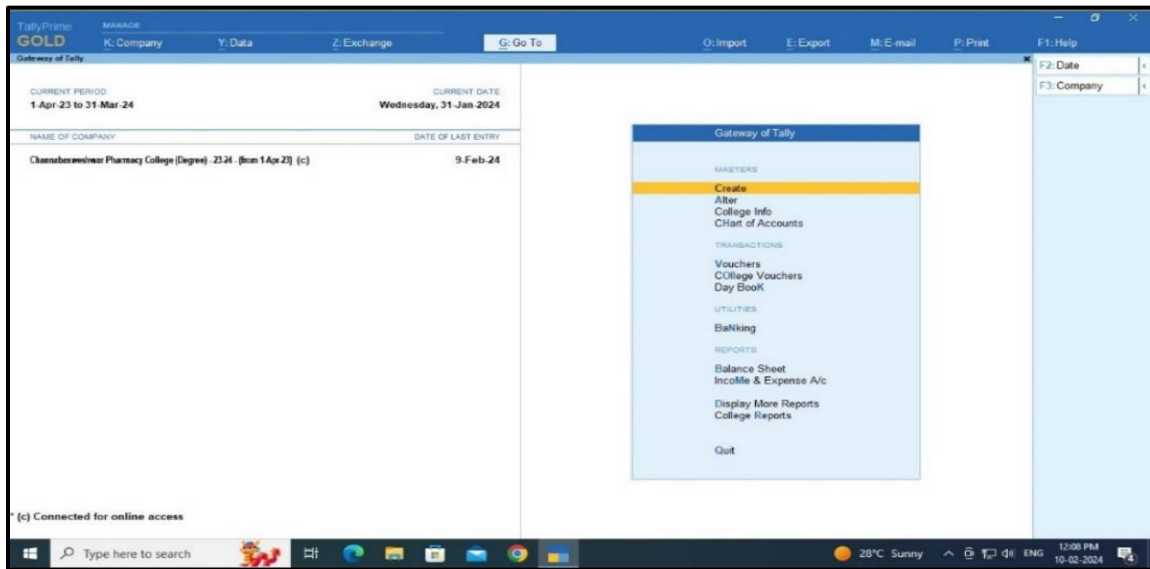 TallyPrime
GOLD
MANAGE
K: Company Y: Data Z: Exchange G: Go To O: Import E: Export M: E-mail P: Print F1: Help
Gateway of Tally
F2: Date
F3: Company
CURRENT PERIOD CURRENT DATE
1-Apr-23 to 31-Mar-24 Wednesday, 31-Jan-2024
NAME OF COMPANY DATE OF LAST ENTRY
Channabasweshwar Pharmacy College (Degree) - 23-24 - (from 1-Apr-23) (c) 9-Feb-24
Gateway of Tally
MASTERS
Create
Alter
College Info
CHart of Accounts
TRANSACTIONS
Vouchers
COllege Vouchers
Day BooK
UTILITIES
BaNking
REPORTS
Balance Sheet
IncoMe & Expense A/c
Display More Reports
College Reports
Quit
* (c) Connected for online access
Type here to search 28°C Sunny ENG 12:08 PM
10-02-2024
4